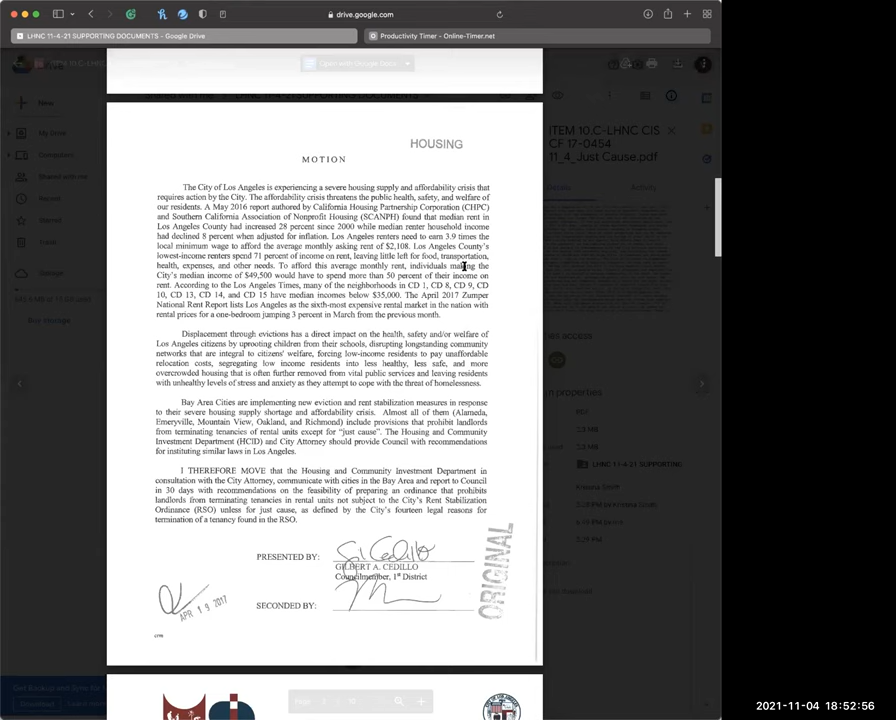 drive.google.com
LHNC 11-4-21 SUPPORTING DOCUMENTS - Google Drive
Productivity Timer - Online-Timer.net
New
My Drive
Computers
Shared with me
Recent
Starred
Trash
Storage
ITEM 10.C-LHNC CIS
CF 17-0454
11_4_Just Cause.pdf
Details
Activity
HOUSING
MOTION
The City of Los Angeles is experiencing a severe housing supply and affordability crisis that
requires action by the City. The affordability crisis threatens the public health, safety, and welfare of
our residents. A May 2016 report authored by California Housing Partnership Corporation (CHPC)
and Southern California Association of Nonprofit Housing (SCANPH) found that median rent in
Los Angeles County had increased 28 percent since 2000 while median renter household income
had declined 8 percent when adjusted for inflation. Los Angeles renters need to earn 3.9 times the
local minimum wage to afford the average monthly asking rent of $2,108. Los Angeles County's
lowest-income renters spend 71 percent of income on rent, leaving little left for food, transportation,
health, expenses, and other needs. To afford this average monthly rent, individuals making the
City's median income of $49,500 would have to spend more than 50 percent of their income on
rent. According to the Los Angeles Times, many of the neighborhoods in CD 1, CD 8, CD 9, CD
10, CD 13, CD 14, and CD 15 have median incomes below $35,000. The April 2017 Zumper
National Rent Report lists Los Angeles as the sixth-most expensive rental market in the nation with
rental prices for a one-bedroom jumping 3 percent in March from the previous month.
Displacement through evictions has a direct impact on the health, safety and/or welfare of
Los Angeles citizens by uprooting children from their schools, disrupting longstanding community
networks that are integral to citizens' welfare, forcing low-income residents to pay unaffordable
relocation costs, segregating low income residents into less healthy, less safe, and more
overcrowded housing that is often further removed from vital public services and leaving residents
with unhealthy levels of stress and anxiety as they attempt to cope with the threat of homelessness.
Bay Area Cities are implementing new eviction and rent stabilization measures in response
to their severe housing supply shortage and affordability crisis. Almost all of them (Alameda,
Emeryville, Mountain View, Oakland, and Richmond) include provisions that prohibit landlords
from terminating tenancies of rental units except for "just cause". The Housing and Community
Investment Department (HCID) and City Attorney should provide Council with recommendations
for instituting similar laws in Los Angeles.
I THEREFORE MOVE that the Housing and Community Investment Department in
consultation with the City Attorney, communicate with cities in the Bay Area and report to Council
in 30 days with recommendations on the feasibility of preparing an ordinance that prohibits
landlords from terminating tenancies in rental units not subject to the City's Rent Stabilization
Ordinance (RSO) unless for just cause, as defined by the City's fourteen legal reasons for
termination of a tenancy found in the RSO.
PRESENTED BY:
GILBERT A. CEDILLO
Councilmember, 1st District
SECONDED BY:
APR 19 2017
ORIGINAL
LHNC 11-4-21 SUPPORTING
Page
2021-11-04 18:52:56